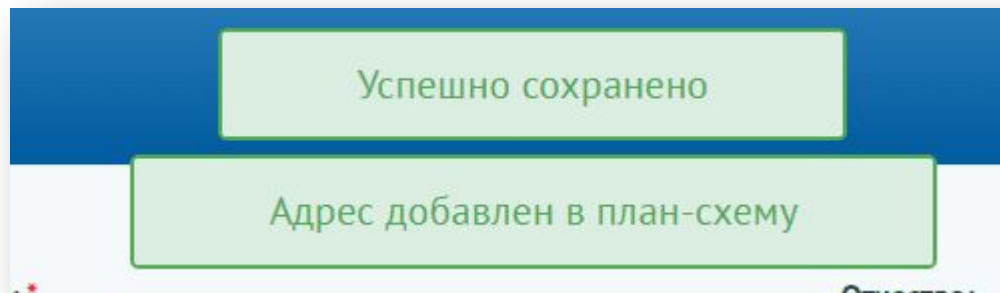 Успешно сохранено
Адрес добавлен в план-схему